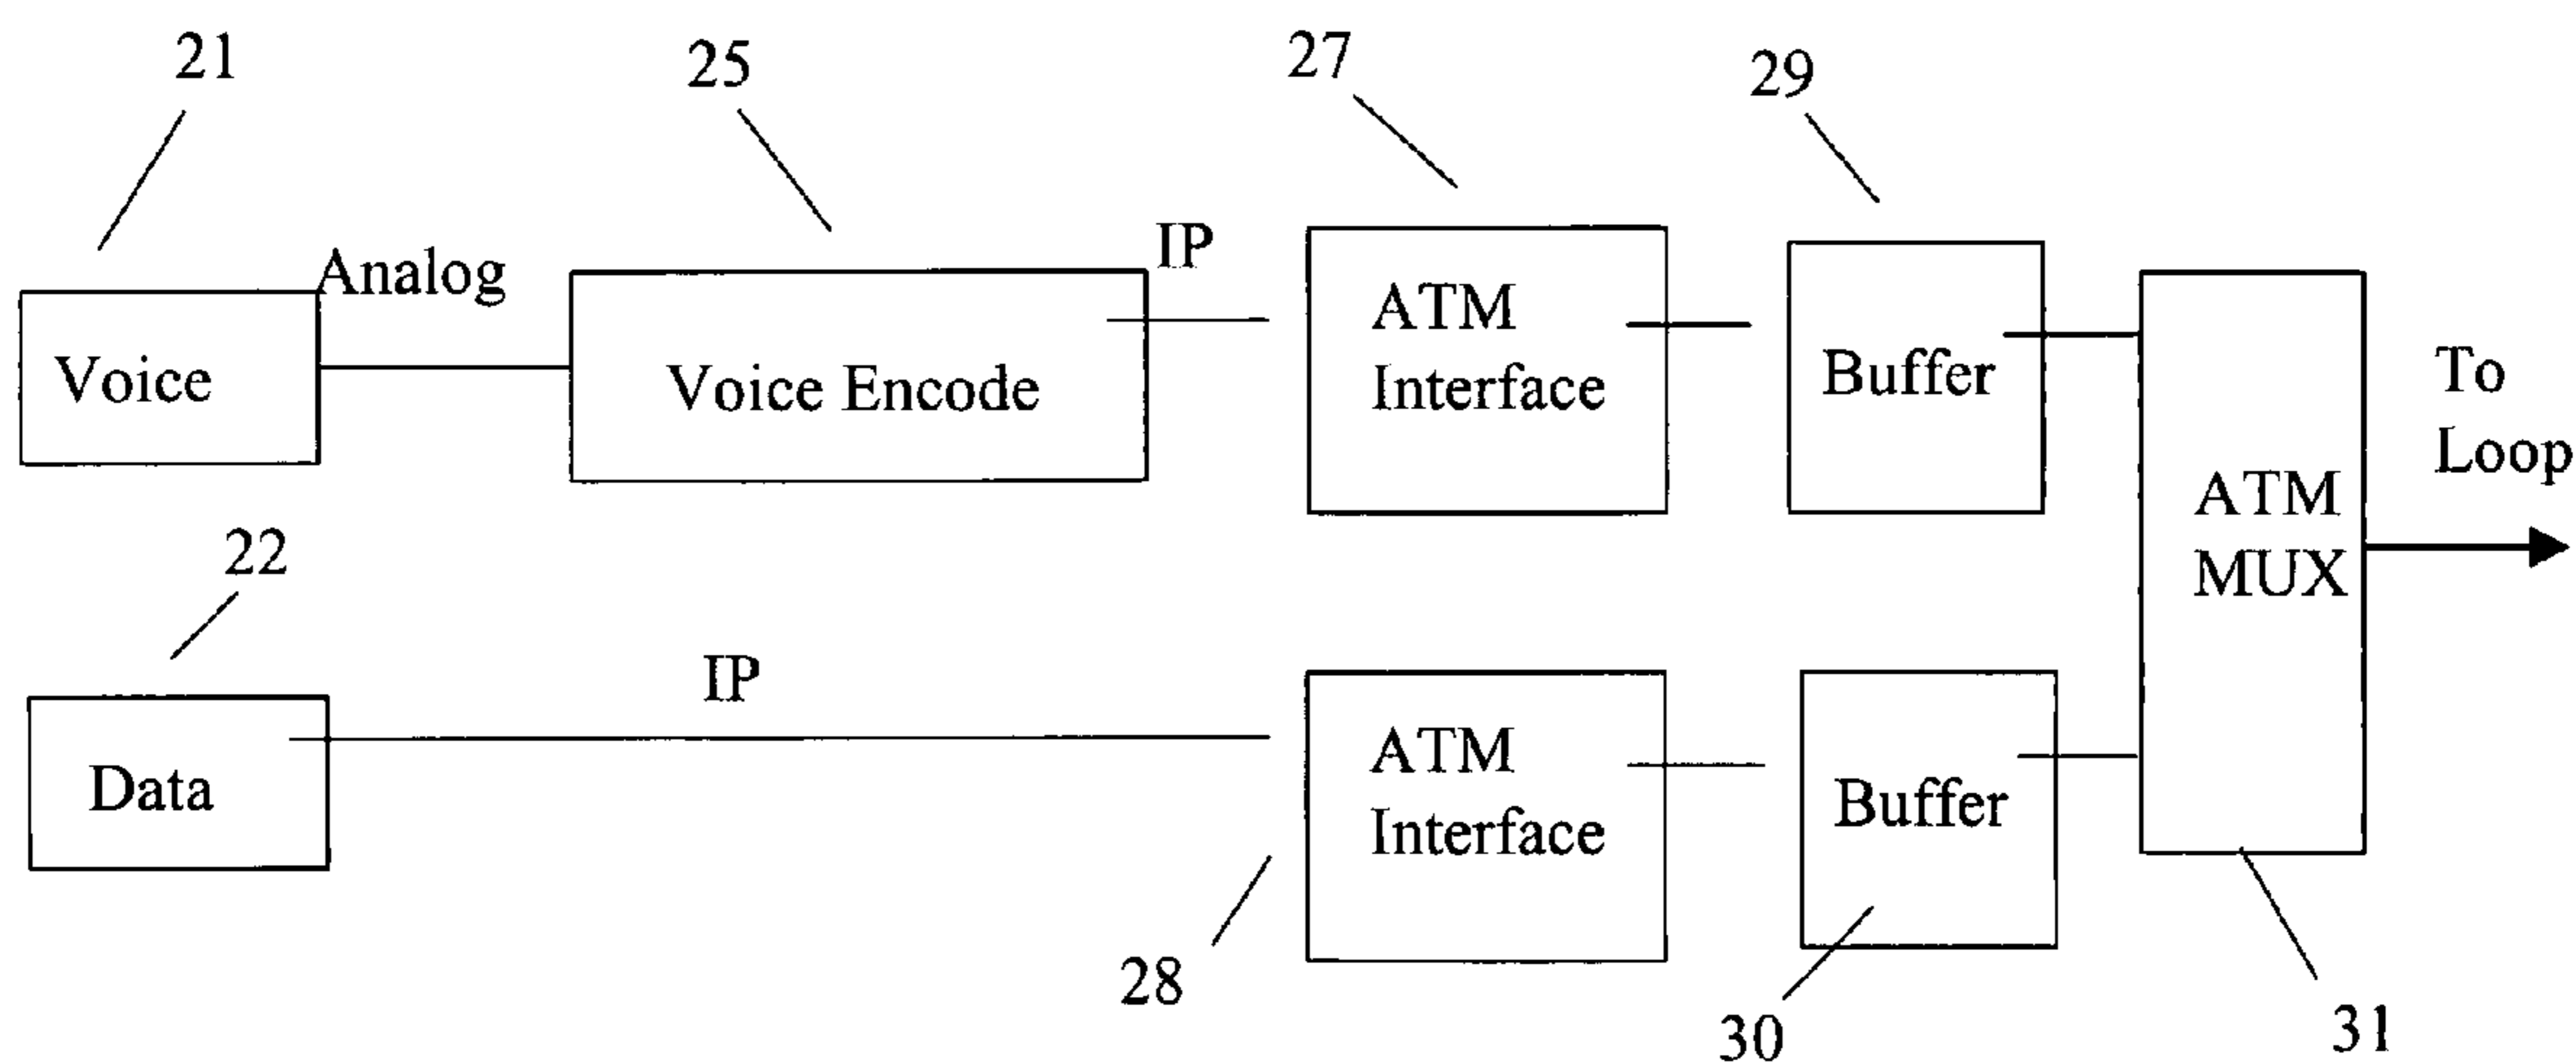 21
25
27
29
Analog
IP
Voice
Voice Encode
ATM
Interface
Buffer
ATM
MUX
To
Loop
22
IP
Data
ATM
Interface
Buffer
28
30
31